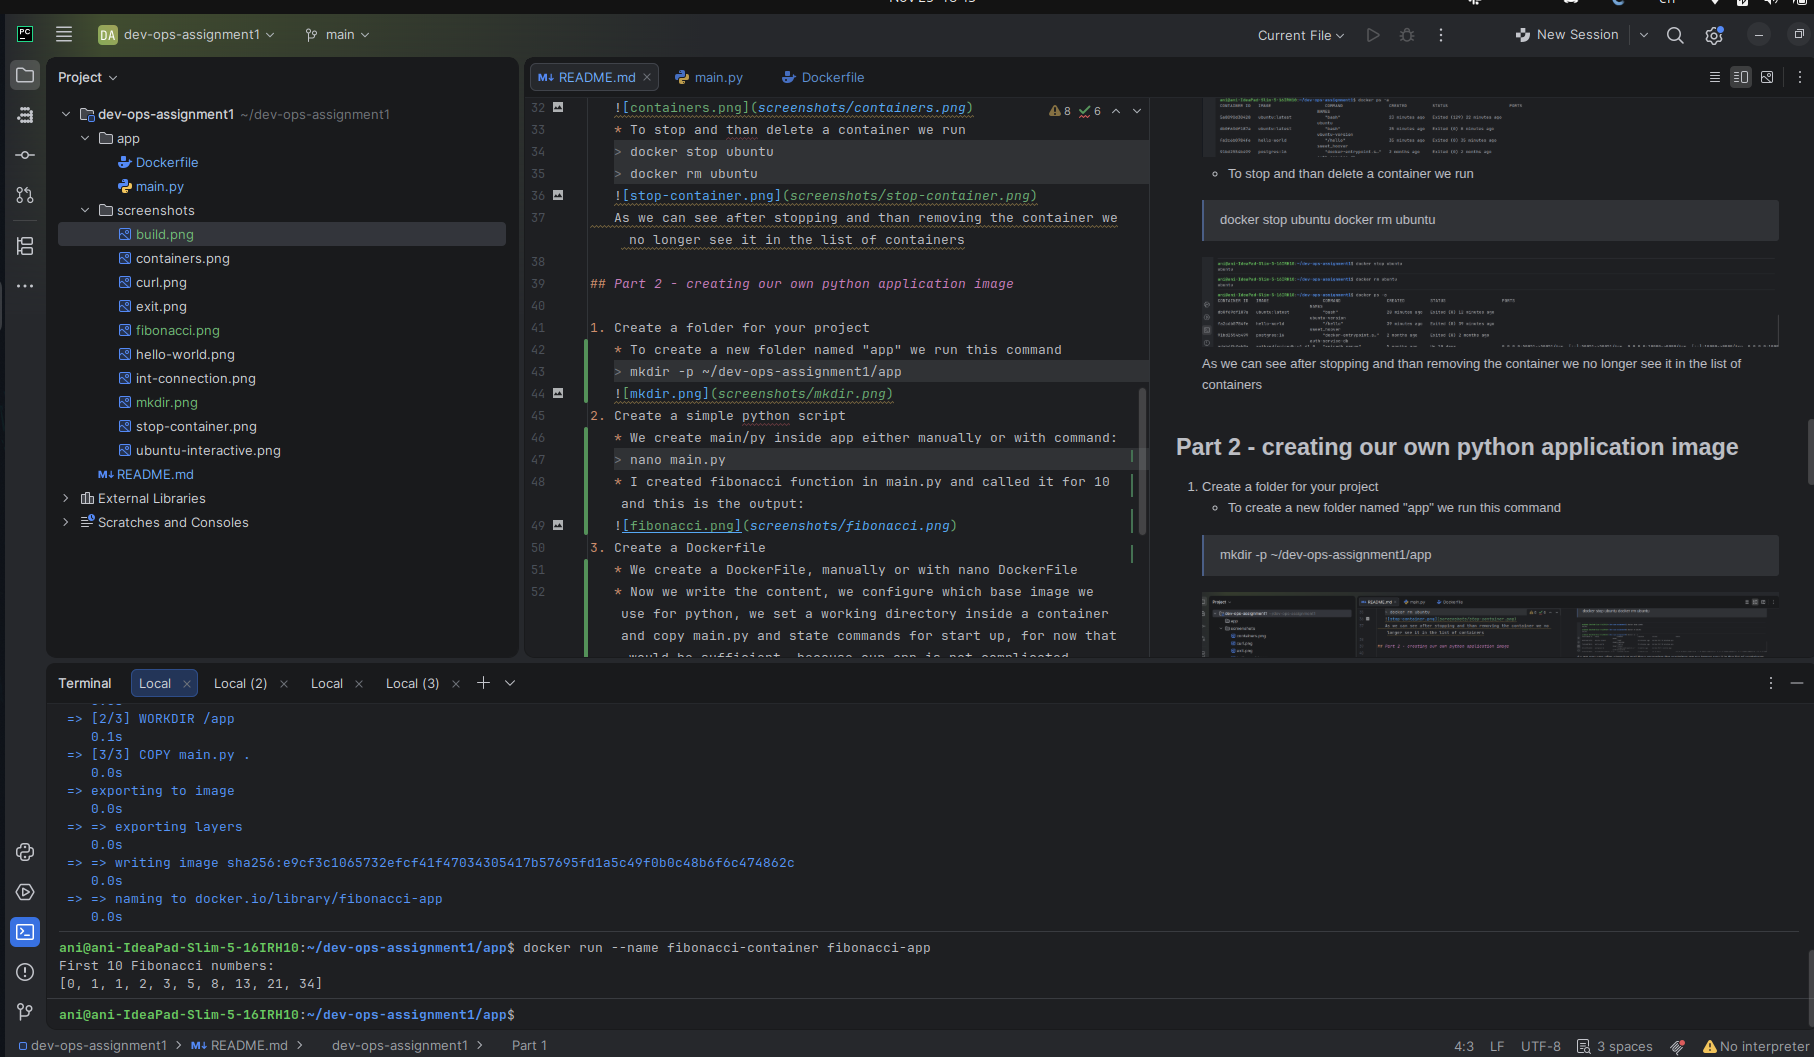 PC
DA dev-ops-assignment1
main
Current File
New Session
Project
dev-ops-assignment1 ~/dev-ops-assignment1
app
Dockerfile
main.py
screenshots
build.png
containers.png
curl.png
exit.png
fibonacci.png
hello-world.png
int-connection.png
mkdir.png
stop-container.png
ubuntu-interactive.png
M↓ README.md
External Libraries
Scratches and Consoles
M↓ README.md
main.py
Dockerfile
8 6
32 ![containers.png](screenshots/containers.png)
33 * To stop and than delete a container we run
34 > docker stop ubuntu
35 > docker rm ubuntu
36 ![stop-container.png](screenshots/stop-container.png)
37 As we can see after stopping and than removing the container we
no longer see it in the list of containers
38
39 ## Part 2 - creating our own python application image
40
41 1. Create a folder for your project
42 * To create a new folder named "app" we run this command
43 > mkdir -p ~/dev-ops-assignment1/app
44 ![mkdir.png](screenshots/mkdir.png)
45 2. Create a simple python script
46 * We create main/py inside app either manually or with command:
47 > nano main.py
48 * I created fibonacci function in main.py and called it for 10
and this is the output:
49 ![fibonacci.png](screenshots/fibonacci.png)
50 3. Create a Dockerfile
51 * We create a DockerFile, manually or with nano DockerFile
52 * Now we write the content, we configure which base image we
use for python, we set a working directory inside a container
and copy main.py and state commands for start up, for now that
would be sufficient, because our app is not complicated
To stop and than delete a container we run
docker stop ubuntu docker rm ubuntu
As we can see after stopping and than removing the container we no longer see it in the list of
containers
Part 2 - creating our own python application image
1. Create a folder for your project
To create a new folder named "app" we run this command
mkdir -p ~/dev-ops-assignment1/app
Terminal
Local
Local (2)
Local
Local (3)
=> [2/3] WORKDIR /app
0.1s
=> [3/3] COPY main.py .
0.0s
=> exporting to image
0.0s
=> => exporting layers
0.0s
=> => writing image sha256:e9cf3c1065732efcf41f47034305417b57695fd1a5c49f0b0c48b6f6c474862c
0.0s
=> => naming to docker.io/library/fibonacci-app
0.0s
ani@ani-IdeaPad-Slim-5-16IRH10:~/dev-ops-assignment1/app$ docker run --name fibonacci-container fibonacci-app
First 10 Fibonacci numbers:
[0, 1, 1, 2, 3, 5, 8, 13, 21, 34]
ani@ani-IdeaPad-Slim-5-16IRH10:~/dev-ops-assignment1/app$
dev-ops-assignment1 > M↓ README.md > dev-ops-assignment1 > Part 1
4:3 LF UTF-8 3 spaces No interpreter